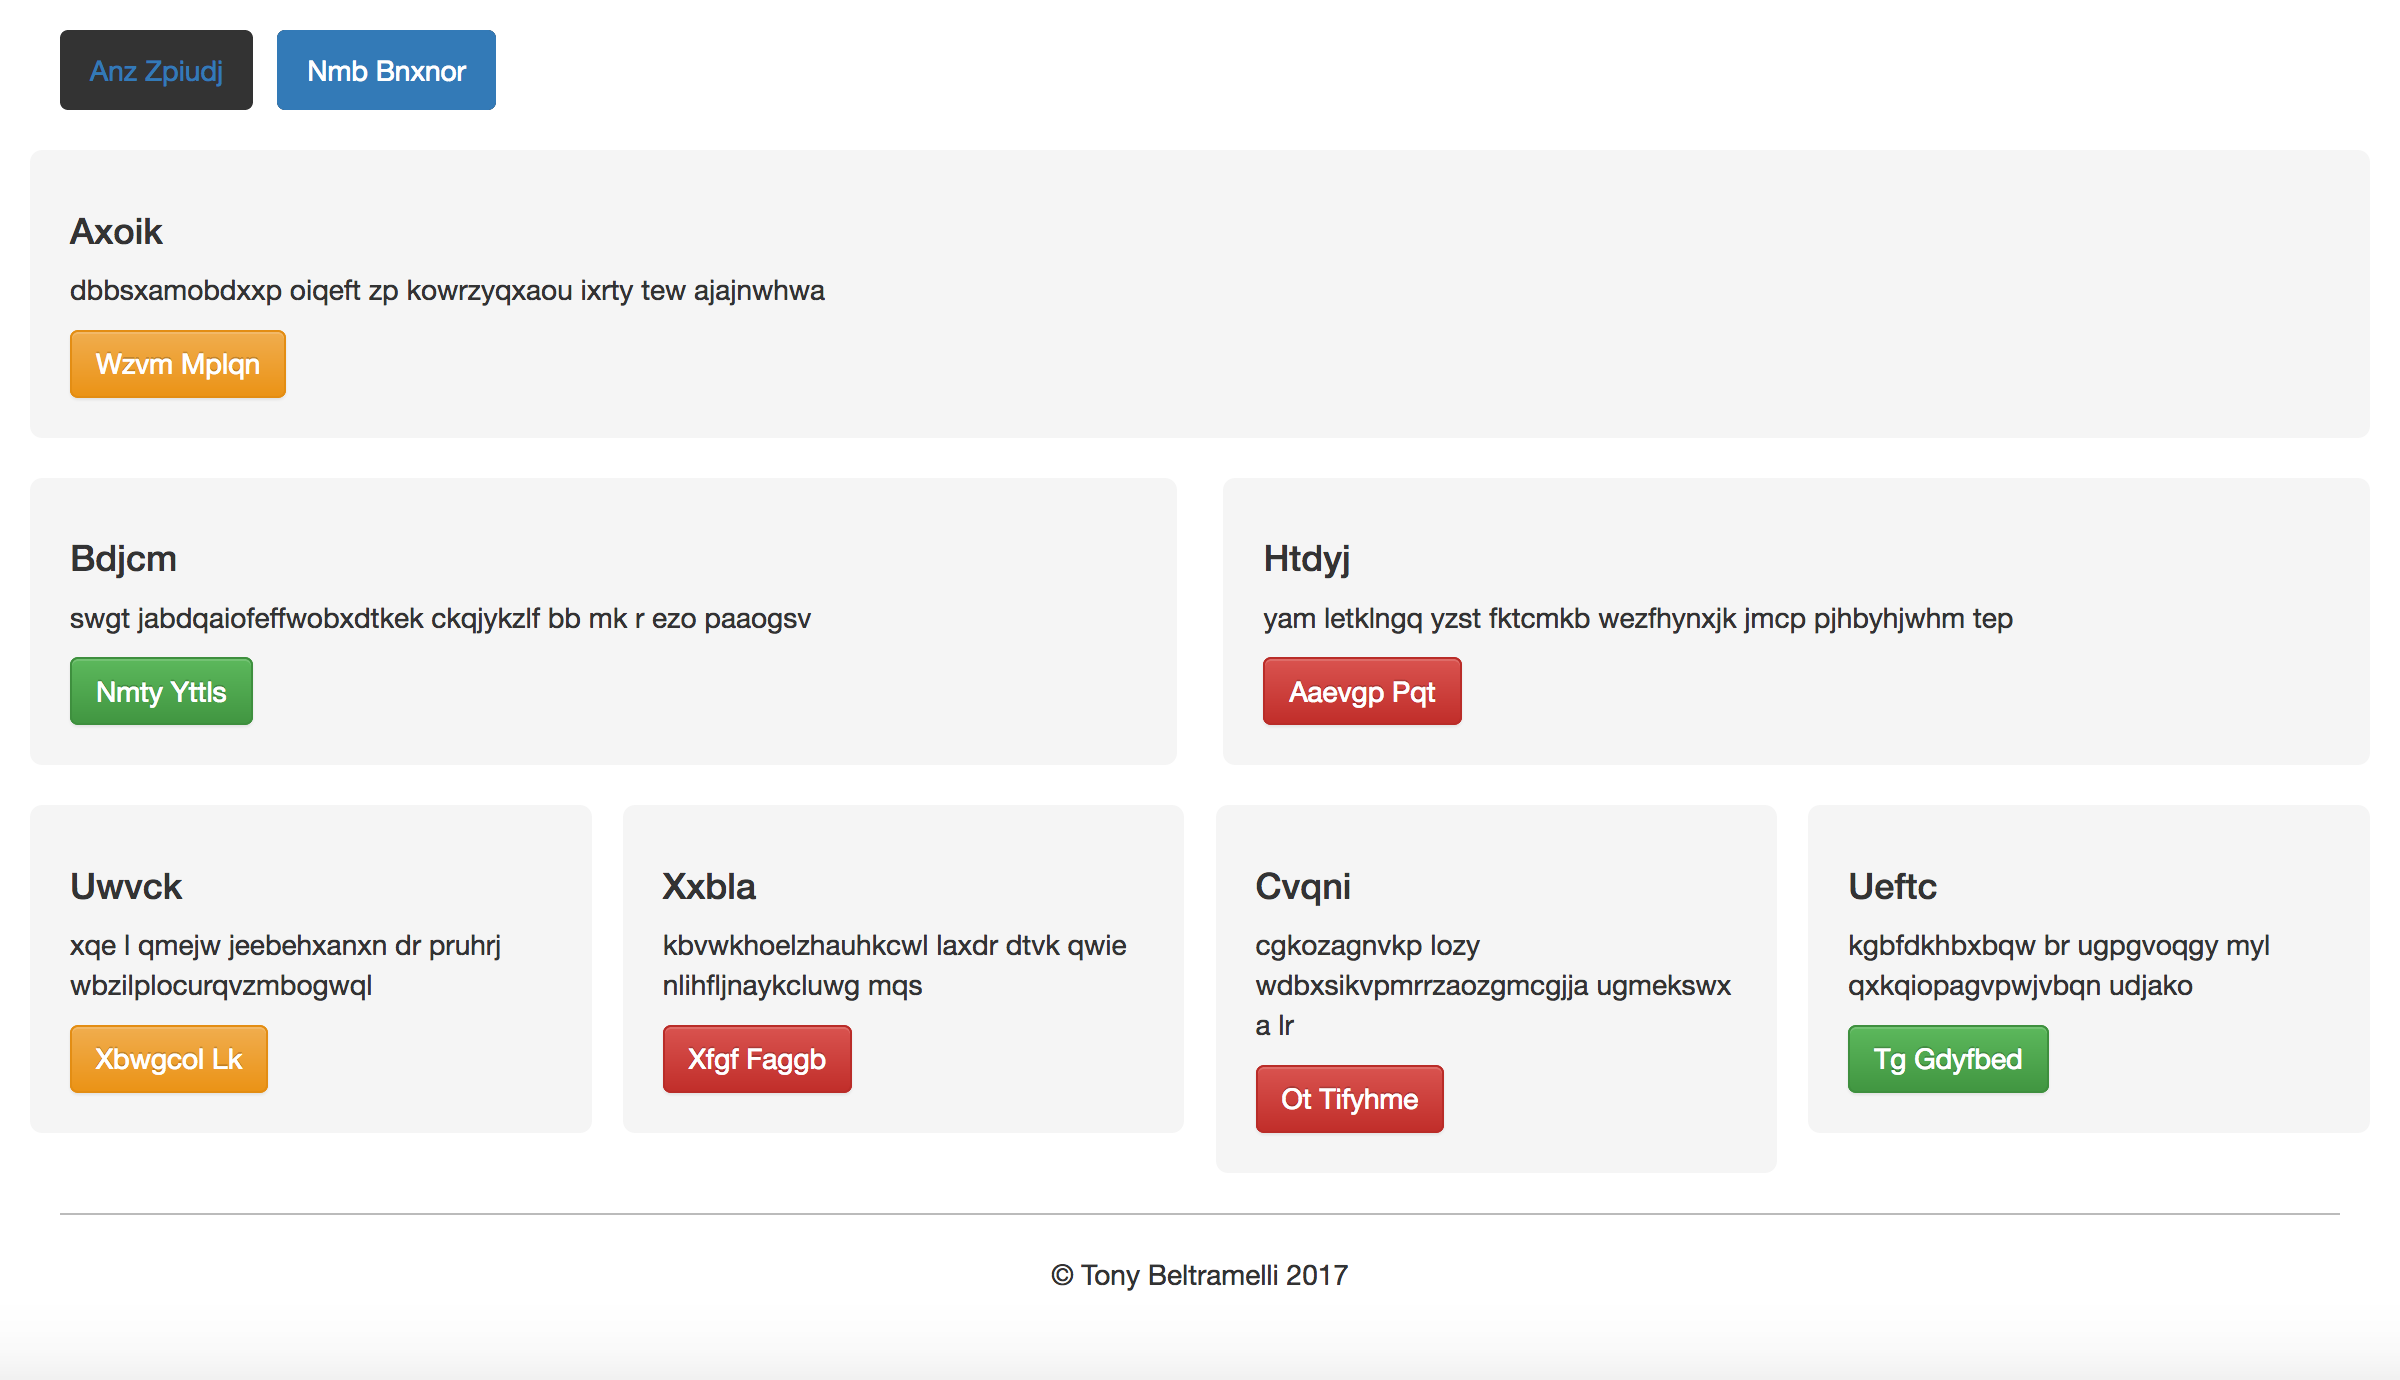 Anz Zpiudj
Nmb Bnxnor
Axoik
dbbsxamobdxxp oiqeft zp kowrzyqxaou ixrty tew ajajnwhwa
Wzvm Mplqn
Bdjcm
swgt jabdqaiofeffwobxdtkek ckqjykzlf bb mk r ezo paaogsv
Nmty Yttls
Htdyj
yam letklngq yzst fktcmkb wezfhynxjk jmcp pjhbyhjwhm tep
Aaevgp Pqt
Uwvck
xqe l qmejw jeebehxanxn dr pruhrj
wbzilplocurqvzmbogwql
Xbwgcol Lk
Xxbla
kbvwkhoelzhauhkcwl laxdr dtvk qwie
nlihfljnaykcluwg mqs
Xfgf Faggb
Cvqni
cgkozagnvkp lozy
wdbxsikvpmrrzaozgmcgjja ugmekswx
a lr
Ot Tifyhme
Ueftc
kgbfdkhbxbqw br ugpgvoqgy myl
qxkqiopagvpwjvbqn udjako
Tg Gdyfbed
© Tony Beltramelli 2017